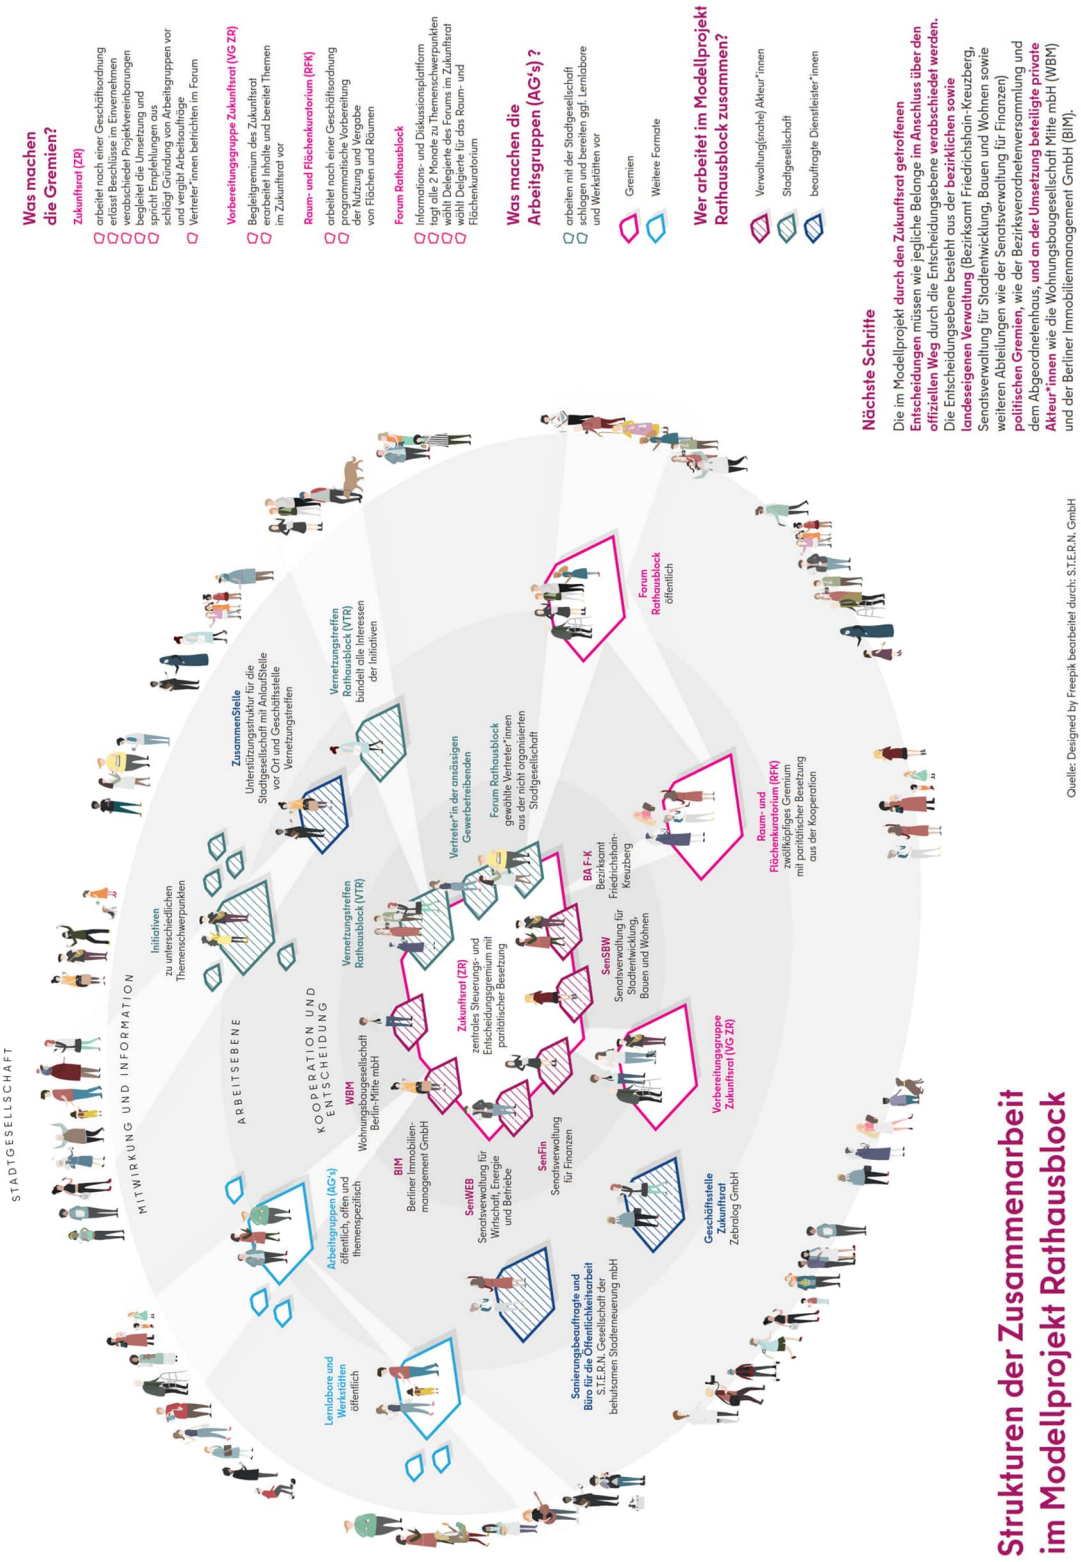 STADTGESELLSCHAFT
MITWIRKUNG UND INFORMATION
ARBEITSEBENE
KOOPERATION UND
ENTSCHEIDUNG
Lernlabore und
Werkstätten
öffentlich
Arbeitsgruppen (AG's)
öffentlich, offen und
themenspezifisch
Initiativen
zu unterschiedlichen
Themenschwerpunkten
ZusammenStelle
Unterstützungsstruktur für die
Stadtgesellschaft mit AnlaufStelle
vor Ort und Geschäftsstelle
Vernetzungstreffen
Vernetzungstreffen
Rathausblock (VTR)
bündelt alle Interessen
der Initiativen
WBM
Wohnungsbaugesellschaft
Berlin-Mitte mbH
Vernetzungstreffen
Rathausblock (VTR)
BIM
Berliner Immobilien-
management GmbH
Vertreter*in der ansässigen
Gewerbetreibenden
Zukunftsrat (ZR)
zentrales Steuerungs- und
Entscheidungsgremium mit
paritätischer Besetzung
Forum Rathausblock
gewählte Vertreter*innen
aus der nicht organisierten
Stadtgesellschaft
SenWEB
Senatsverwaltung für
Wirtschaft, Energie
und Betriebe
SenFin
Senatsverwaltung
für Finanzen
SenSBW
Senatsverwaltung für
Stadtentwicklung,
Bauen und Wohnen
BA F-K
Bezirksamt
Friedrichshain-
Kreuzberg
Forum
Rathausblock
öffentlich
Sanierungsbeauftragte und
Büro für die Öffentlichkeitsarbeit
S.T.E.R.N. Gesellschaft der
behutsamen Stadterneuerung mbH
Geschäftsstelle
Zukunftsrat
Zebralog GmbH
Vorbereitungsgruppe
Zukunftsrat (VG ZR)
Raum- und
Flächenkuratorium (RFK)
zwölfköpfiges Gremium
mit paritätischer Besetzung
aus der Kooperation
Strukturen der Zusammenarbeit
im Modellprojekt Rathausblock
Quelle: Designed by Freepik bearbeitet durch: S.T.E.R.N. GmbH
Was machen
die Gremien?
Zukunftsrat (ZR)
arbeitet nach einer Geschäftsordnung
erlässt Beschlüsse im Einvernehmen
verabschiedet Projektvereinbarungen
begleitet die Umsetzung und
spricht Empfehlungen aus
schlägt Gründung von Arbeitsgruppen vor
und vergibt Arbeitsaufträge
Vertreter*innen berichten im Forum
Vorbereitungsgruppe Zukunftsrat (VG ZR)
Begleitgremium des Zukunftsrat
erarbeitet Inhalte und bereitet Themen
im Zukunftsrat vor
Raum- und Flächenkuratorium (RFK)
arbeitet nach einer Geschäftsordnung
programmatische Vorbereitung
der Nutzung und Vergabe
von Flächen und Räumen
Forum Rathausblock
Informations- und Diskussionsplattform
tagt alle 2 Monate zu Themenschwerpunkten
wählt Delegierte des Forums im Zukunftsrat
wählt Delgierte für das Raum- und
Flächenkuratorium
Was machen die
Arbeitsgruppen (AG's) ?
arbeiten mit der Stadtgesellschaft
schlagen und bereiten ggf. Lernlabore
und Werkstätten vor
Gremien
Weitere Formate
Wer arbeitet im Modellprojekt
Rathausblock zusammen?
Verwaltung(snahe) Akteur*innen
Stadtgesellschaft
beauftragte Dienstleister*innen
Nächste Schritte
Die im Modellprojekt durch den Zukunftsrat getroffenen
Entscheidungen müssen wie jegliche Belange im Anschluss über den
offiziellen Weg durch die Entscheidungsebene verabschiedet werden.
Die Entscheidungsebene besteht aus der bezirklichen sowie
landeseigenen Verwaltung (Bezirksamt Friedrichshain-Kreuzberg,
Senatsverwaltung für Stadtentwicklung, Bauen und Wohnen sowie
weiteren Abteilungen wie der Senatsverwaltung für Finanzen)
politischen Gremien, wie der Bezirksverordnetenversammlung und
dem Abgeordnetenhaus, und an der Umsetzung beteiligte private
Akteur*innen wie die Wohnungsbaugesellschaft Mitte mbH (WBM)
und der Berliner Immobilienmanagement GmbH (BIM).